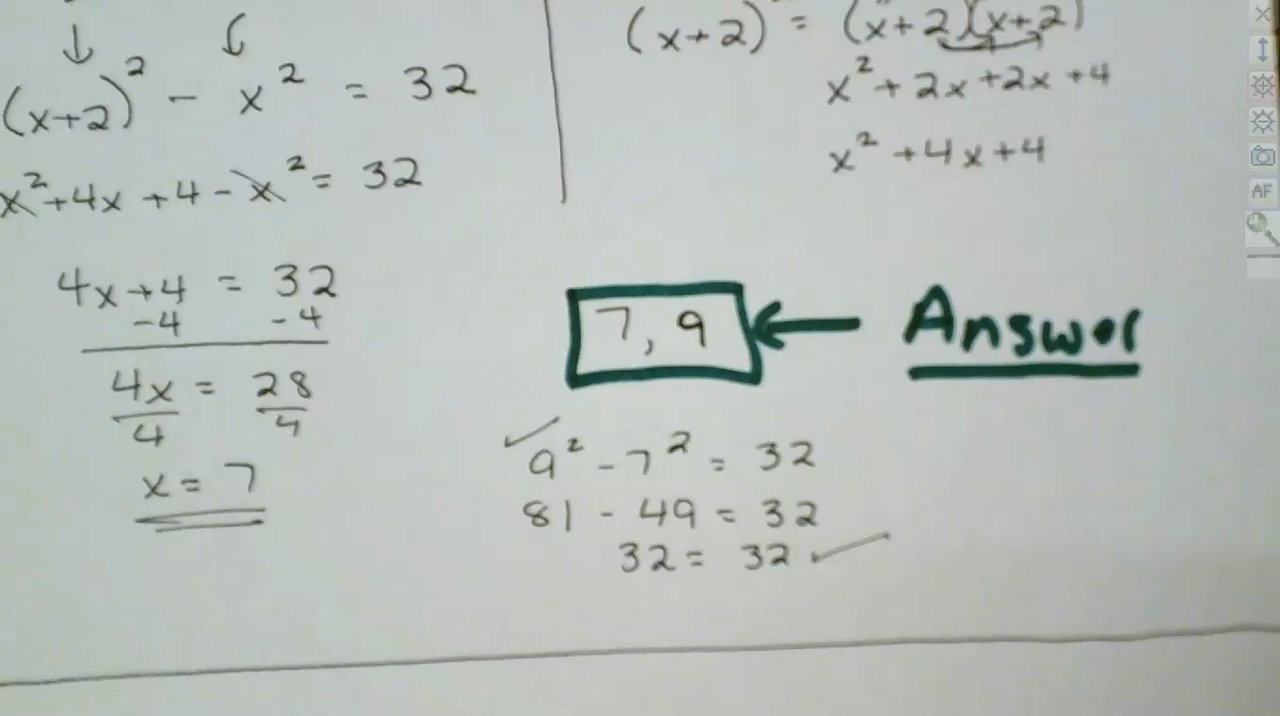 (x+2)² - x² = 32
x²+4x+4-x² = 32
4x+4 = 32
-4 -4
4x = 28
4 4
x = 7
(x+2)² = (x+2)(x+2)
x²+2x+2x+4
x²+4x+4
7, 9
Answer
✓ 9² - 7² = 32
81 - 49 = 32
32 = 32 ✓
AF